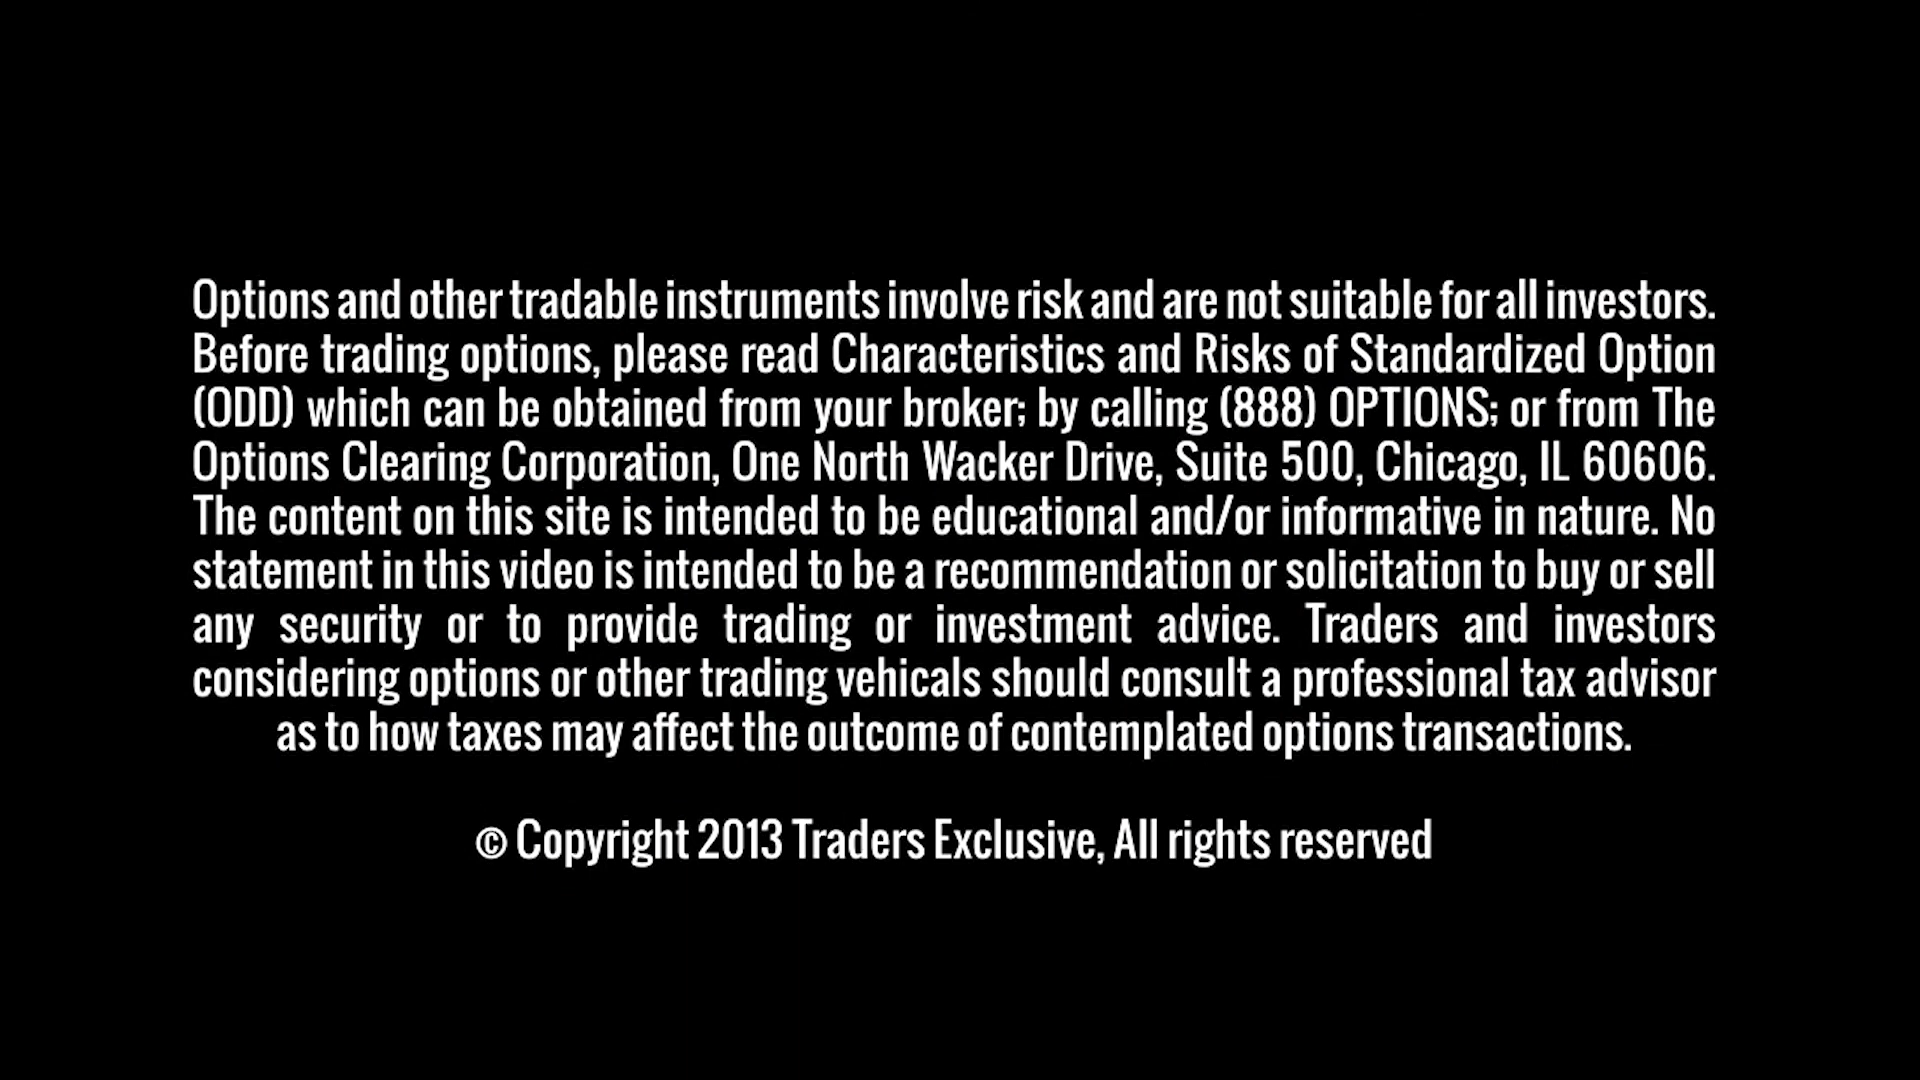 Options and other tradable instruments involve risk and are not suitable for all investors.
Before trading options, please read Characteristics and Risks of Standardized Option
(ODD) which can be obtained from your broker; by calling (888) OPTIONS; or from The
Options Clearing Corporation, One North Wacker Drive, Suite 500, Chicago, IL 60606.
The content on this site is intended to be educational and/or informative in nature. No
statement in this video is intended to be a recommendation or solicitation to buy or sell
any security or to provide trading or investment advice. Traders and investors
considering options or other trading vehicals should consult a professional tax advisor
as to how taxes may affect the outcome of contemplated options transactions.
© Copyright 2013 Traders Exclusive, All rights reserved